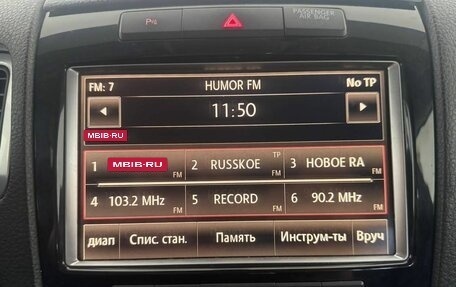 PASSENGER
AIR BAG
FM: 7 HUMOR FM No TP
11:50
MBIB-RU
1 MBIB-RU FM 2 RUSSKOE TP FM 3 НОВОЕ RA FM
4 103.2 MHz FM 5 RECORD FM 6 90.2 MHz FM
диап Спис. стан. Память Инструм-ты Вруч